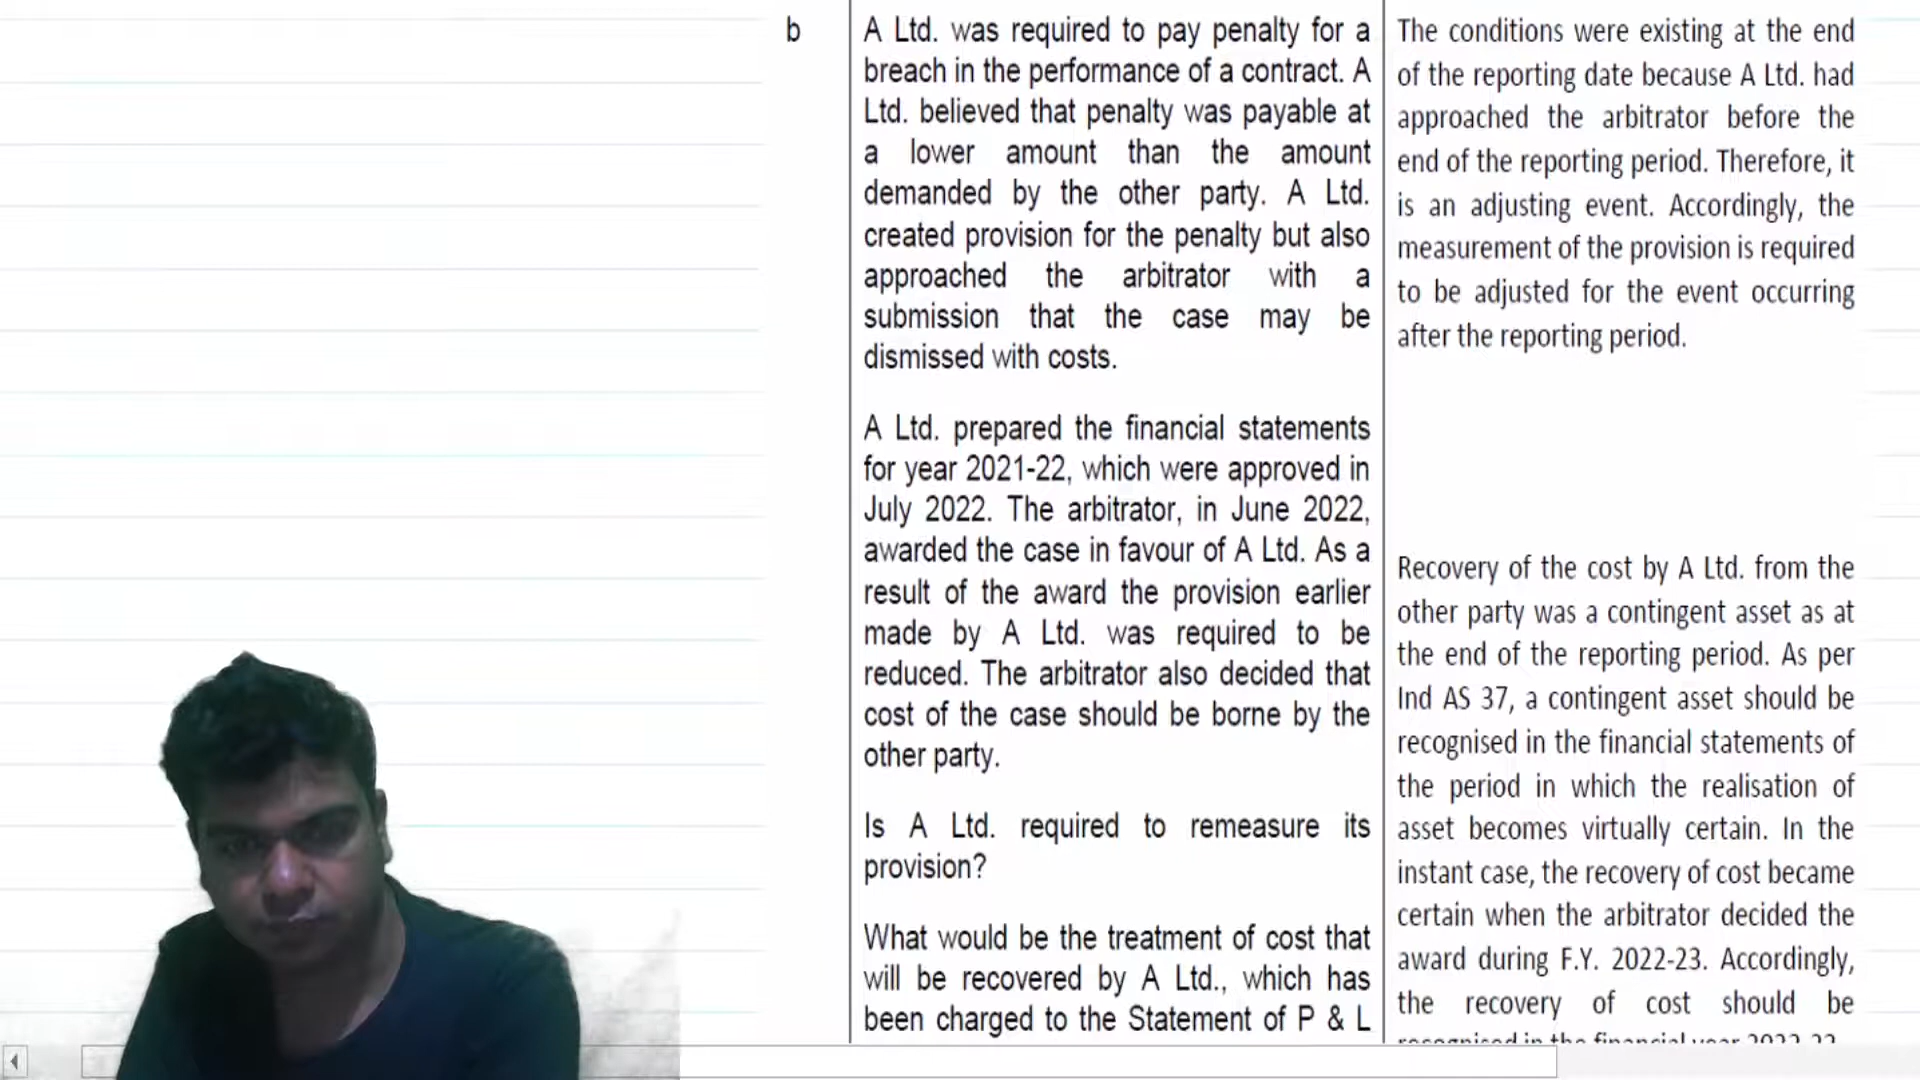 b
A Ltd. was required to pay penalty for a
breach in the performance of a contract. A
Ltd. believed that penalty was payable at
a lower amount than the amount
demanded by the other party. A Ltd.
created provision for the penalty but also
approached the arbitrator with a
submission that the case may be
dismissed with costs.
A Ltd. prepared the financial statements
for year 2021-22, which were approved in
July 2022. The arbitrator, in June 2022,
awarded the case in favour of A Ltd. As a
result of the award the provision earlier
made by A Ltd. was required to be
reduced. The arbitrator also decided that
cost of the case should be borne by the
other party.
Is A Ltd. required to remeasure its
provision?
What would be the treatment of cost that
will be recovered by A Ltd., which has
been charged to the Statement of P & L
The conditions were existing at the end
of the reporting date because A Ltd. had
approached the arbitrator before the
end of the reporting period. Therefore, it
is an adjusting event. Accordingly, the
measurement of the provision is required
to be adjusted for the event occurring
after the reporting period.
Recovery of the cost by A Ltd. from the
other party was a contingent asset as at
the end of the reporting period. As per
Ind AS 37, a contingent asset should be
recognised in the financial statements of
the period in which the realisation of
asset becomes virtually certain. In the
instant case, the recovery of cost became
certain when the arbitrator decided the
award during F.Y. 2022-23. Accordingly,
the recovery of cost should be